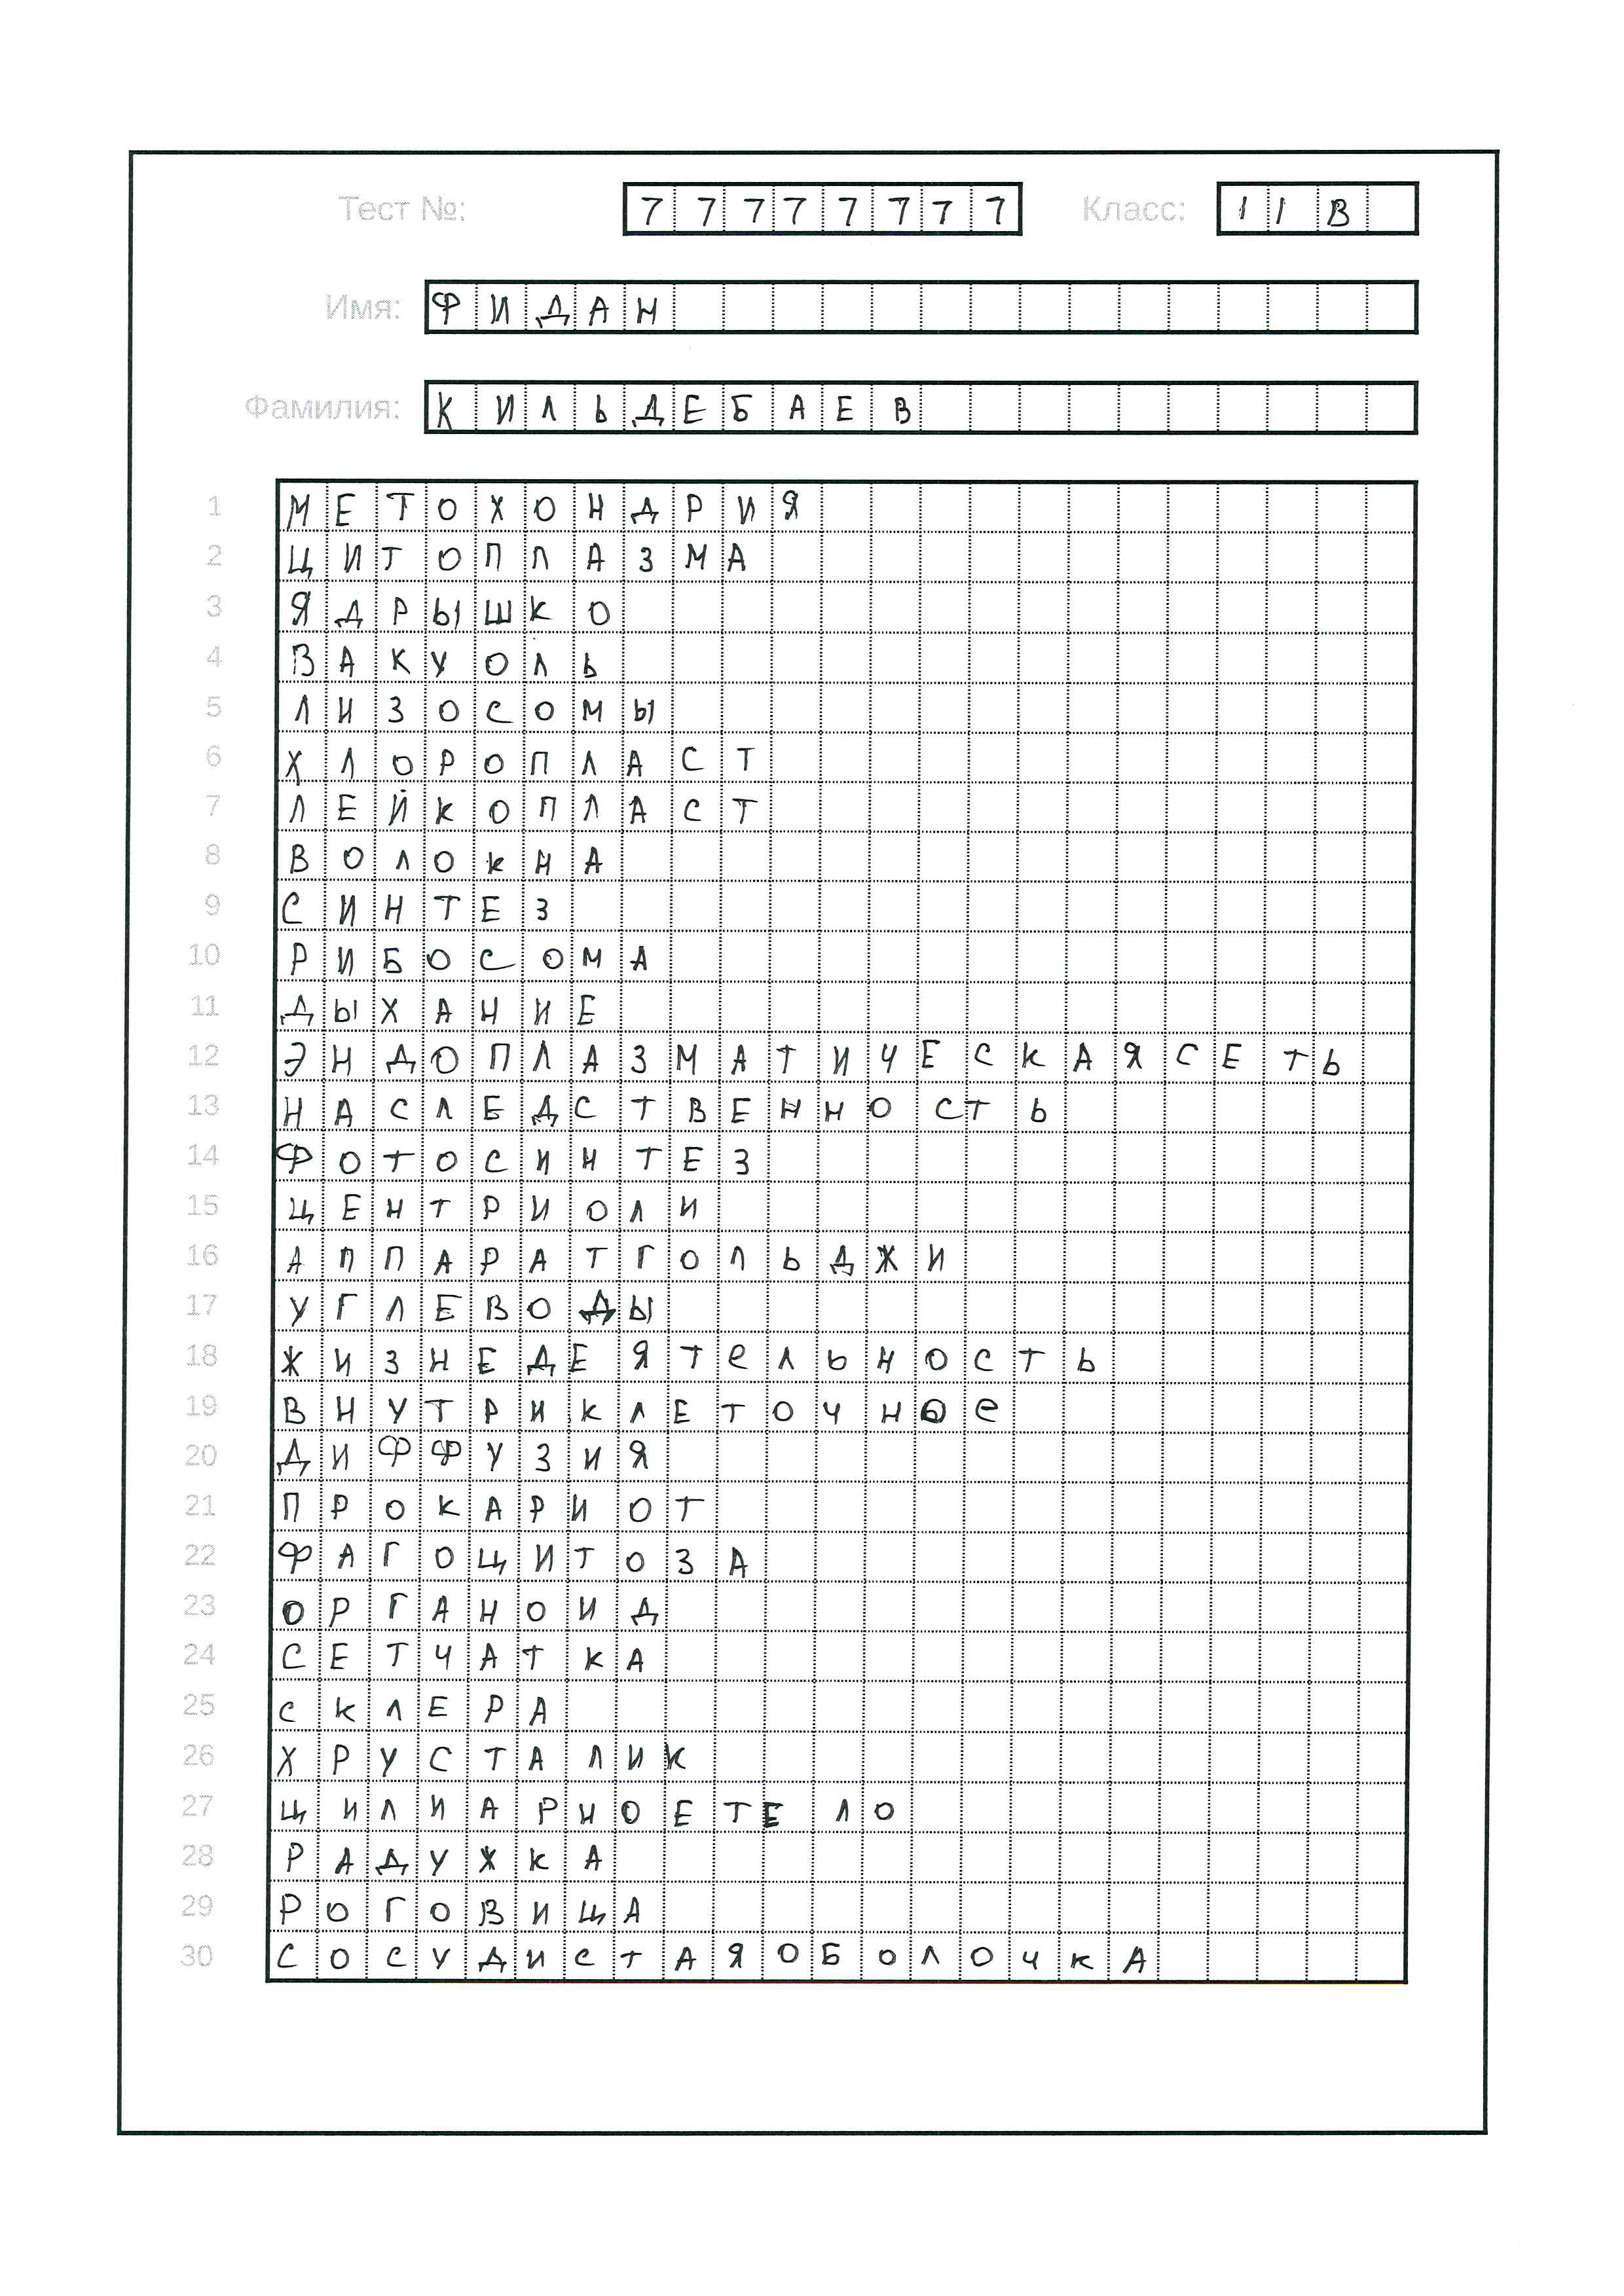 Тест №: 77777777 Класс: 11В
Имя: ФИДАН
Фамилия: КИЛЬДЕБАЕВ
1 МЕТОХОНДРИЯ
2 ЦИТОПЛАЗМА
3 ЯДРЫШКО
4 ВАКУОЛЬ
5 ЛИЗОСОМЫ
6 ХЛОРОПЛАСТ
7 ЛЕЙКОПЛАСТ
8 ВОЛОКНА
9 СИНТЕЗ
10 РИБОСОМА
11 ДЫХАНИЕ
12 ЭНДОПЛАЗМАТИЧЕСКАЯСЕТЬ
13 НАСЛЕДСТВЕННОСТЬ
14 ФОТОСИНТЕЗ
15 ЦЕНТРИОЛИ
16 АППАРАТГОЛЬДЖИ
17 УГЛЕВОДЫ
18 ЖИЗНЕДЕЯТеЛЬНОСТЬ
19 ВНУТРИКЛЕТОЧНОе
20 ДИФФУЗИЯ
21 ПРОКАРИОТ
22 ФАГОЦИТОЗА
23 ОРГАНОИД
24 СЕТЧАТКА
25 СКЛЕРА
26 ХРУСТАЛИК
27 ЦИЛИАРНОЕТЕЛО
28 РАДУЖКА
29 РОГОВИЦА
30 СОСУДИСТАЯОБОЛОЧКА